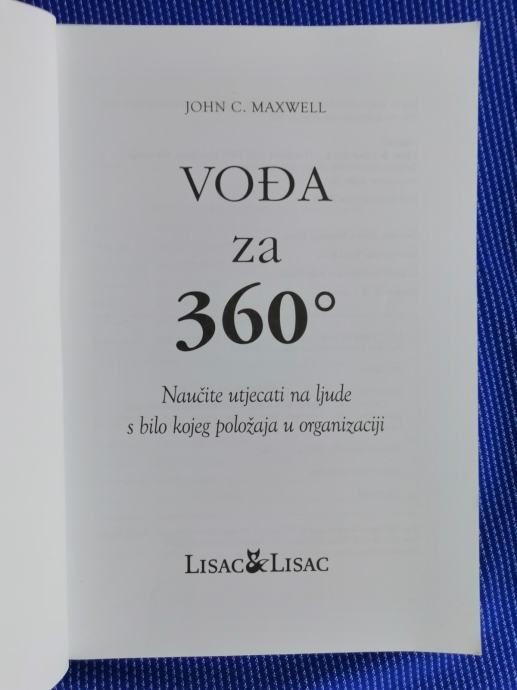 JOHN C. MAXWELL
VOĐA
za
360°
Naučite utjecati na ljude
s bilo kojeg položaja u organizaciji
LISAC & LISAC